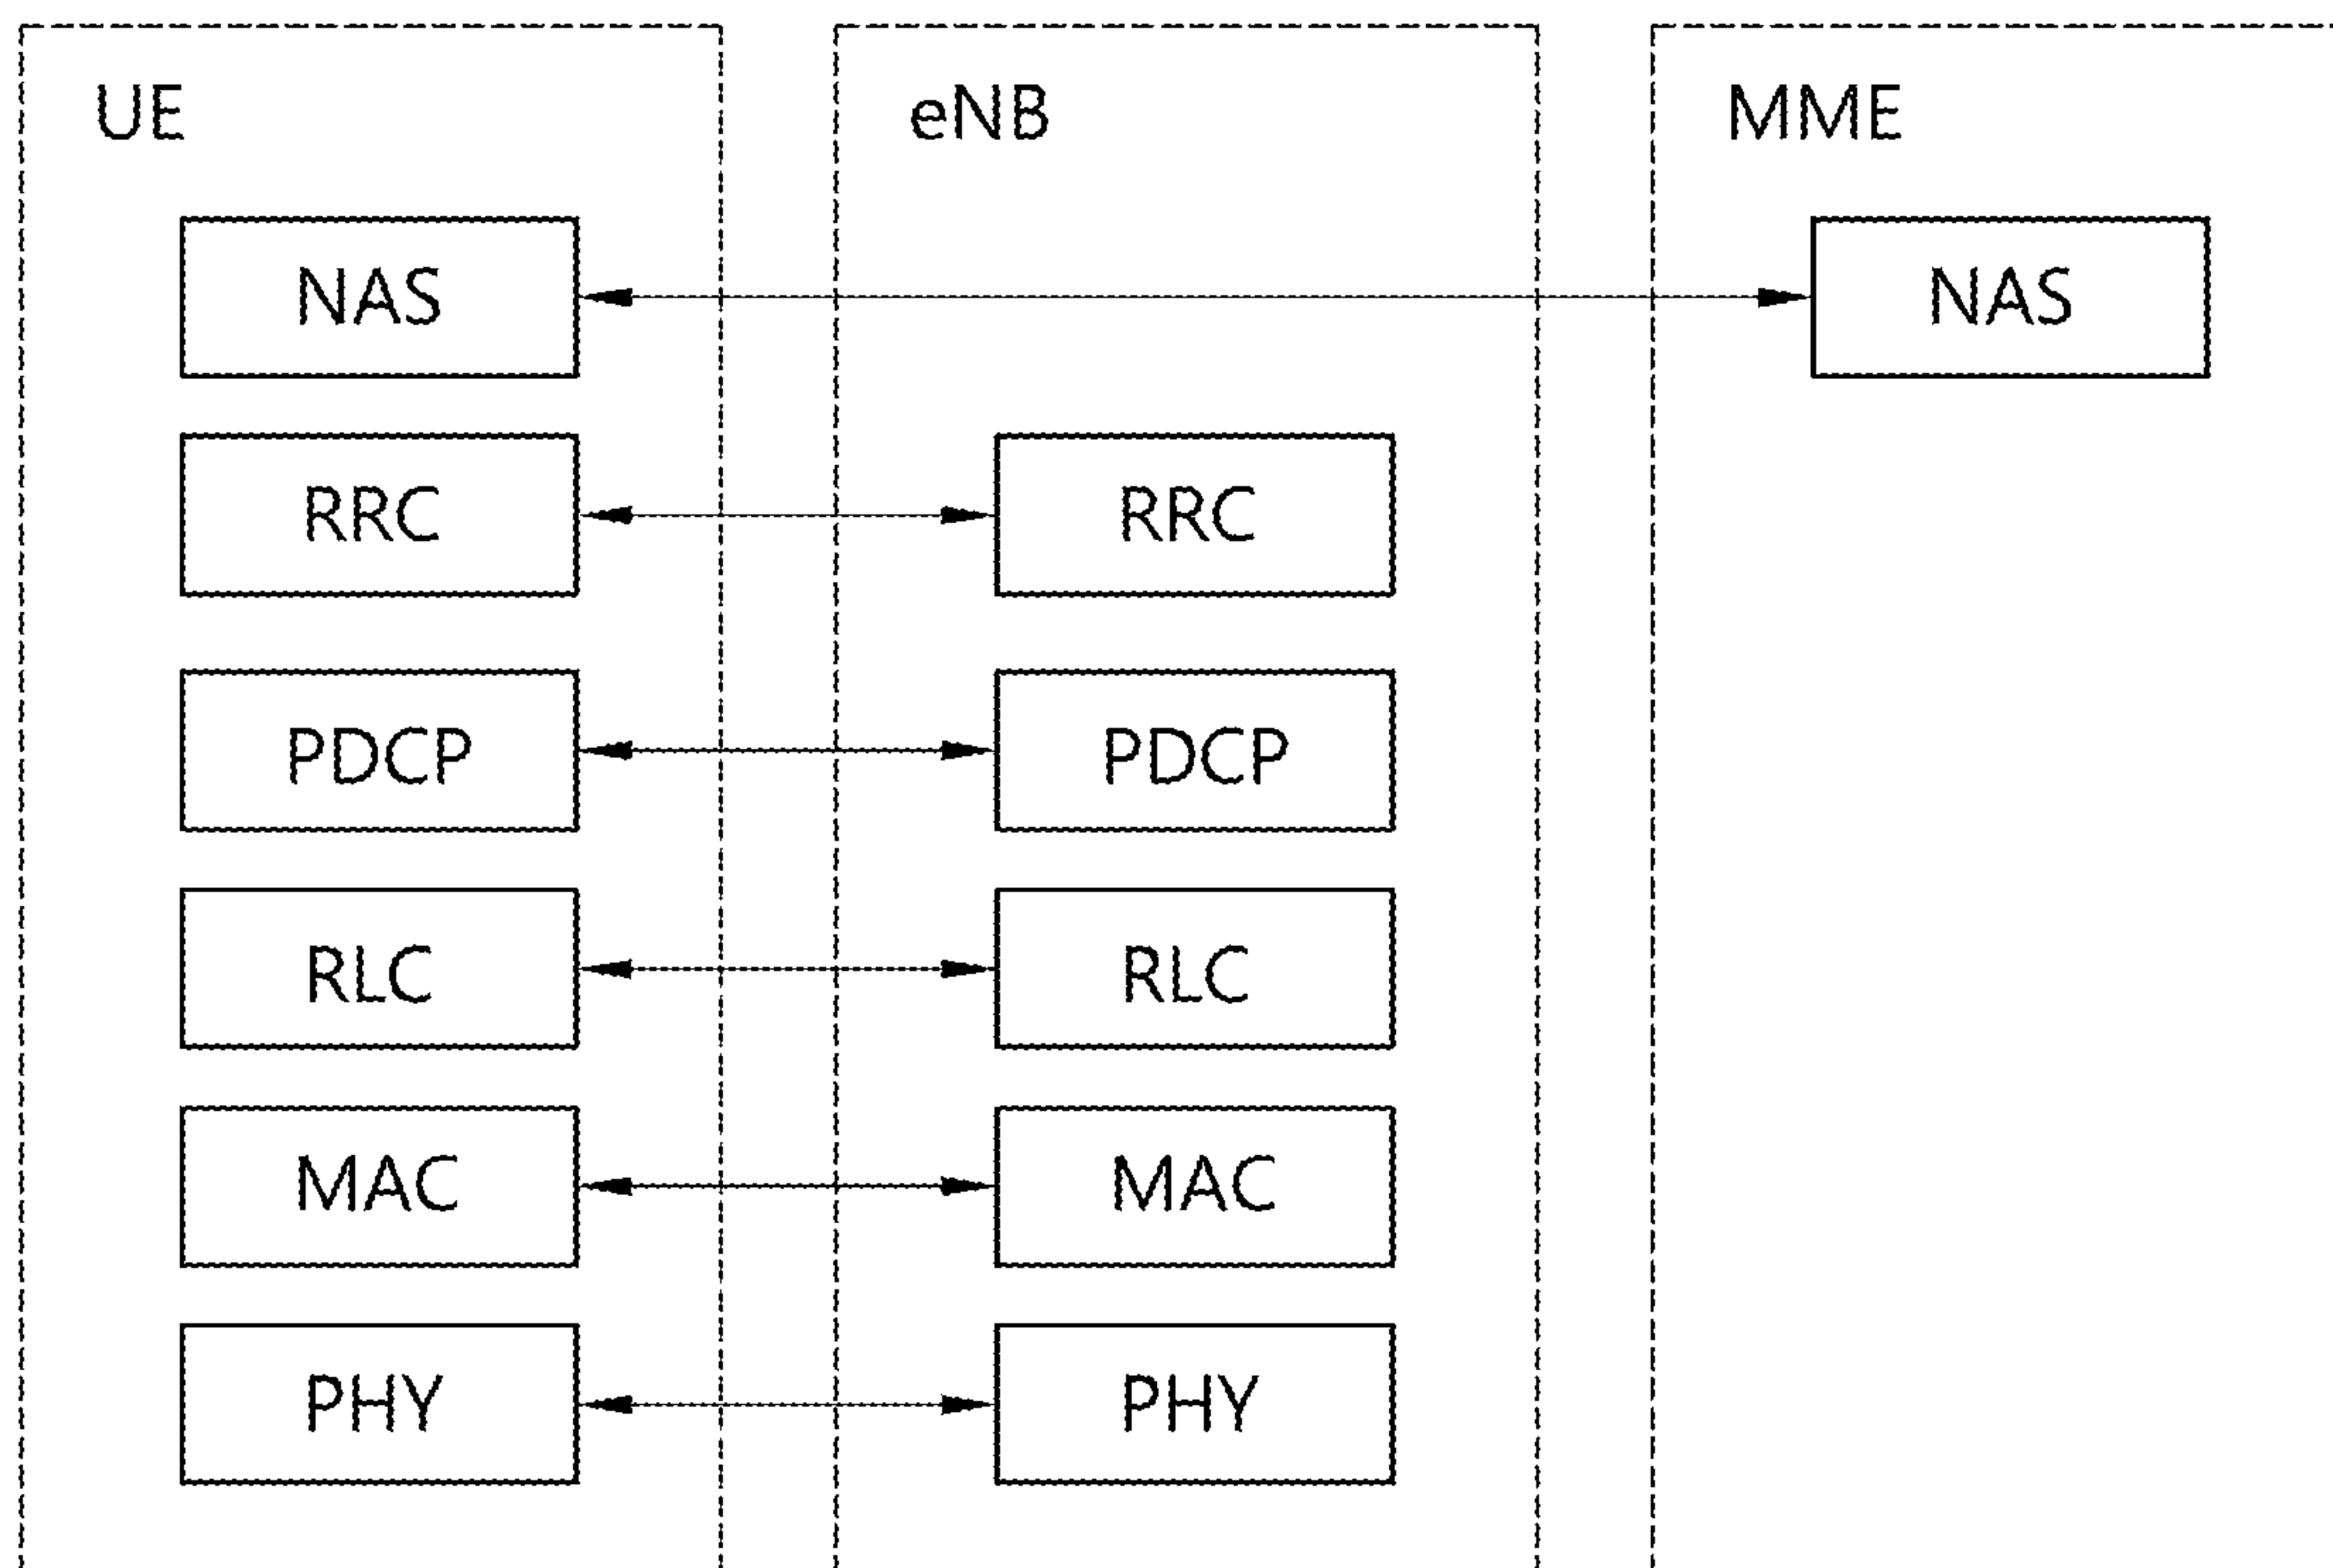 UE eNB MME
NAS NAS
RRC RRC
PDCP PDCP
RLC RLC
MAC MAC
PHY PHY